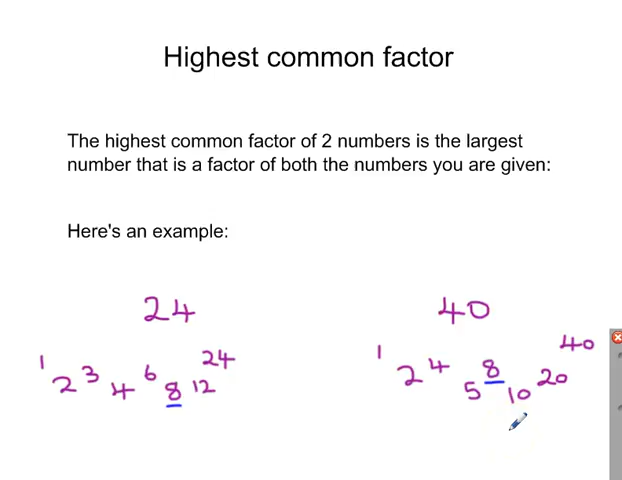 Highest common factor
The highest common factor of 2 numbers is the largest
number that is a factor of both the numbers you are given:
Here's an example:
24 40
1 2 3 4 6 8 12 24 1 2 4 5 8 10 20 40